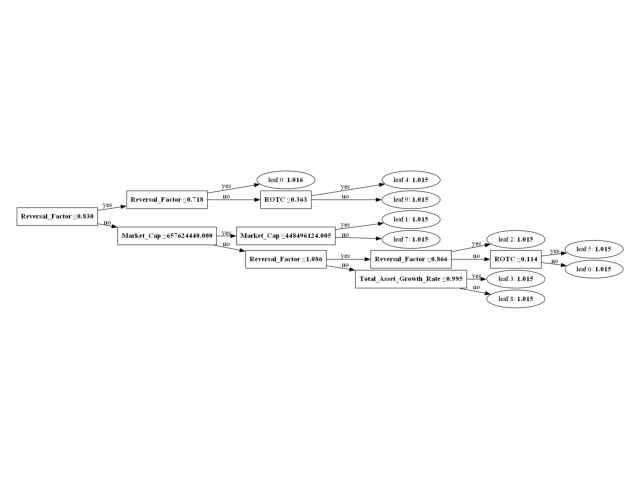 Reversal_Factor ≤0.830
yes
no
Reversal_Factor ≤0.718
yes
no
leaf 0: 1.016
ROTC ≤0.363
yes
no
leaf 4: 1.015
leaf 9: 1.015
Market_Cap ≤657624440.000
yes
no
Market_Cap ≤448496124.005
yes
no
leaf 1: 1.015
leaf 7: 1.015
Reversal_Factor ≤1.086
yes
no
Reversal_Factor ≤0.866
yes
no
leaf 2: 1.015
ROTC ≤0.114
yes
no
leaf 5: 1.015
leaf 6: 1.015
Total_Asset_Growth_Rate ≤0.995
yes
no
leaf 3: 1.015
leaf 8: 1.015